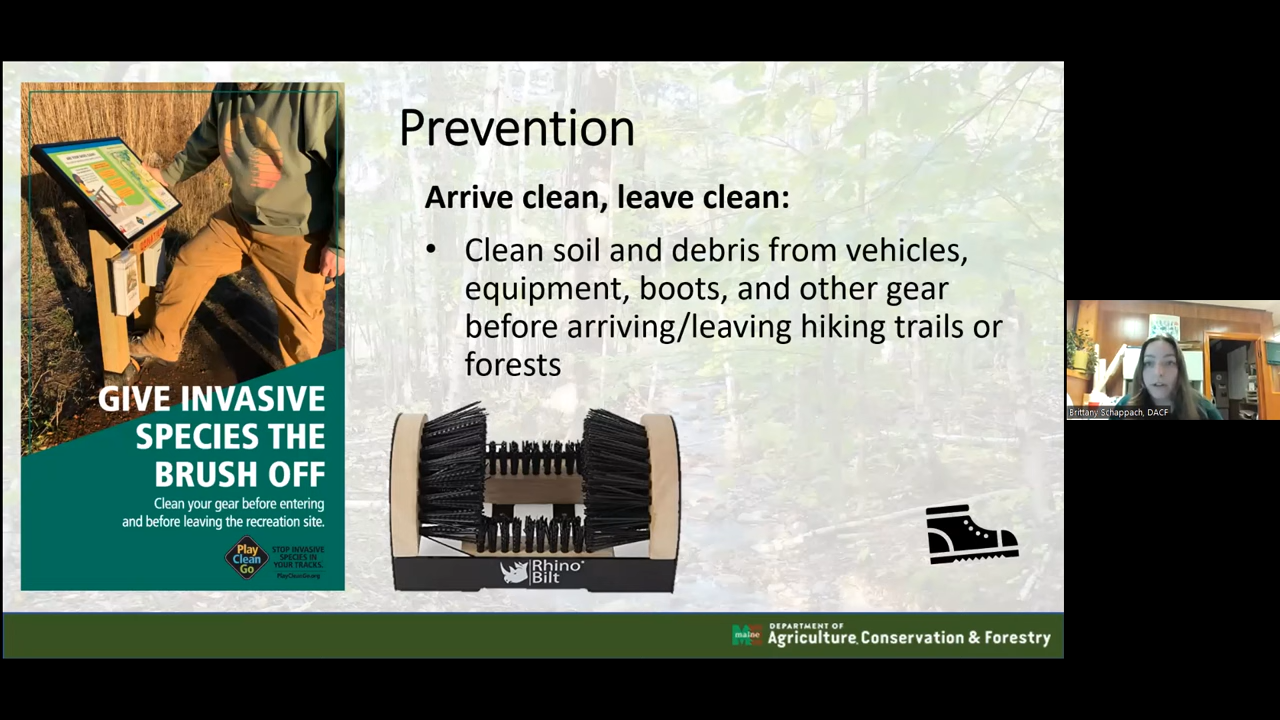 Prevention
Arrive clean, leave clean:
• Clean soil and debris from vehicles,
equipment, boots, and other gear
before arriving/leaving hiking trails or
forests
GIVE INVASIVE
SPECIES THE
BRUSH OFF
Clean your gear before entering
and before leaving the recreation site.
Play
Clean
Go
STOP INVASIVE
SPECIES IN
YOUR TRACKS.
PlayCleanGo.org
Rhino
Bilt
maine
DEPARTMENT OF
Agriculture, Conservation & Forestry
Brittany Schappach, DACF